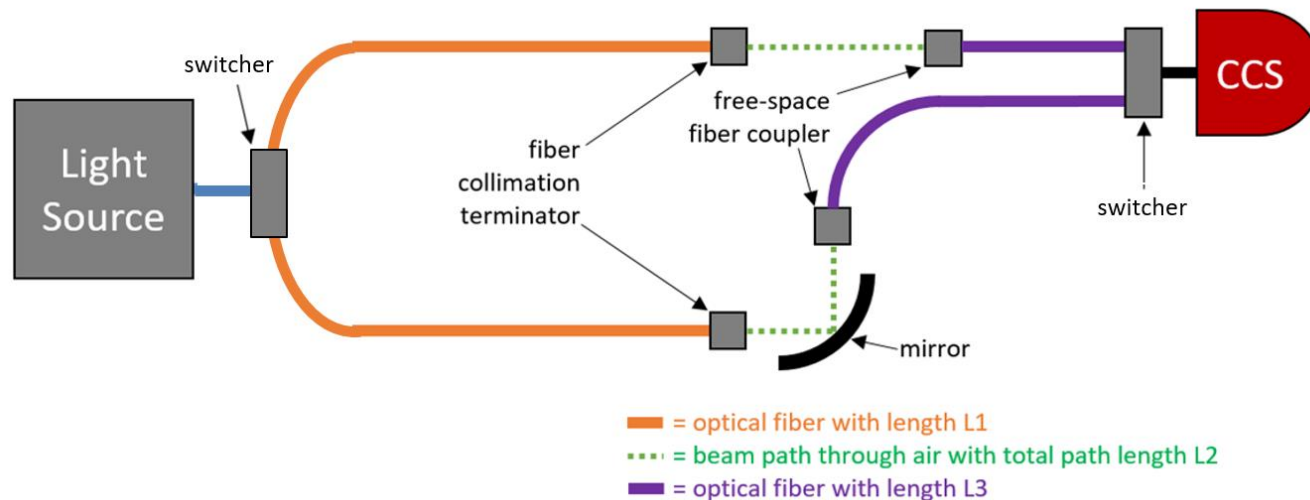 switcher
Light
Source
fiber
collimation
terminator
free-space
fiber coupler
CCS
switcher
mirror
= optical fiber with length L1
= beam path through air with total path length L2
= optical fiber with length L3